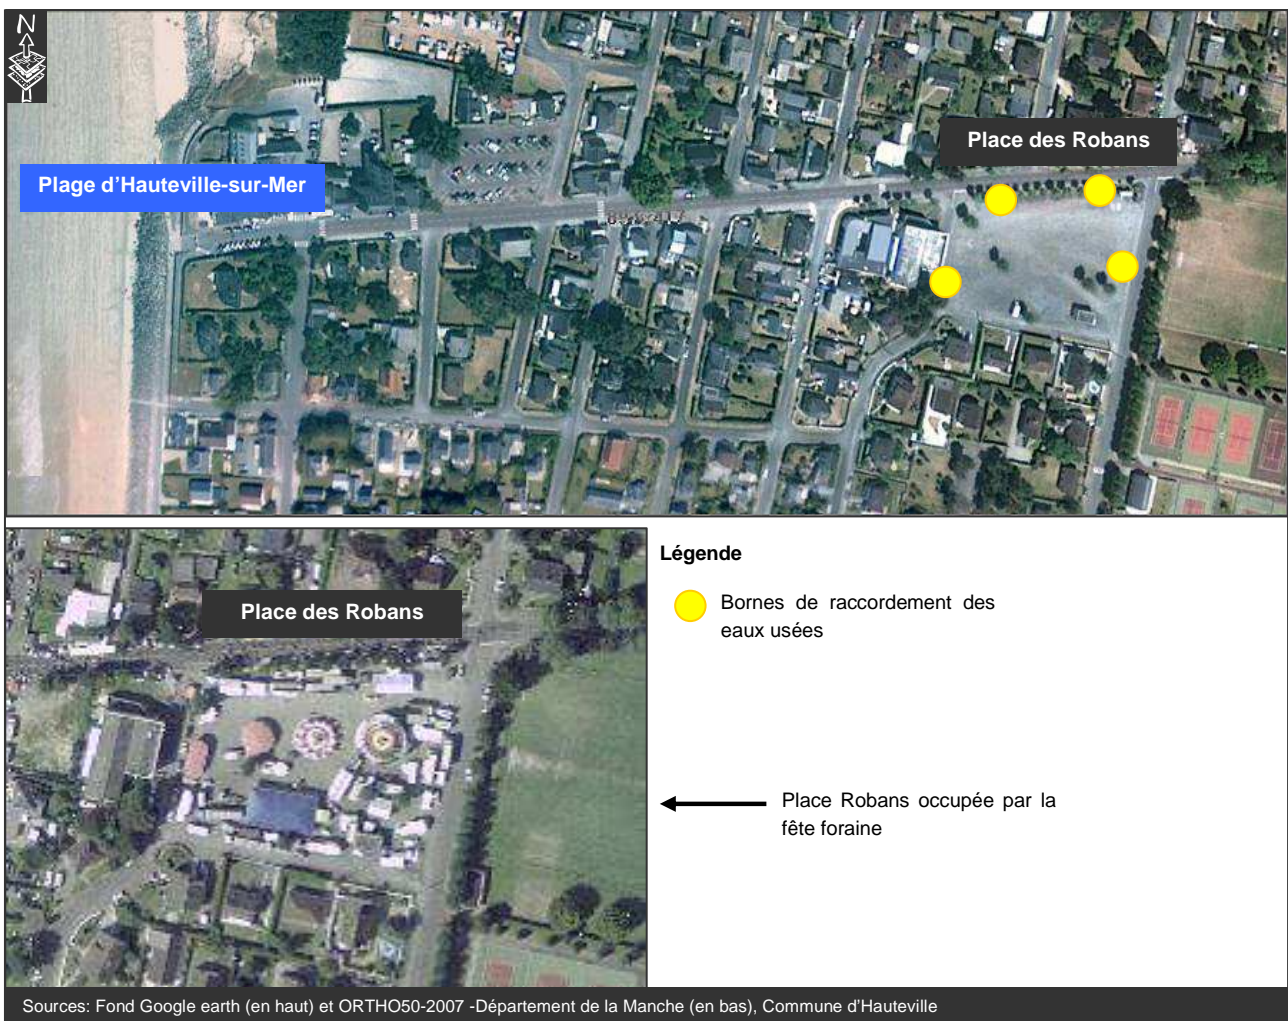 N
Place des Robans
Plage d'Hauteville-sur-Mer
Place des Robans
Légende
Bornes de raccordement des
eaux usées
Place Robans occupée par la
fête foraine
Sources: Fond Google earth (en haut) et ORTHO50-2007 -Département de la Manche (en bas), Commune d'Hauteville